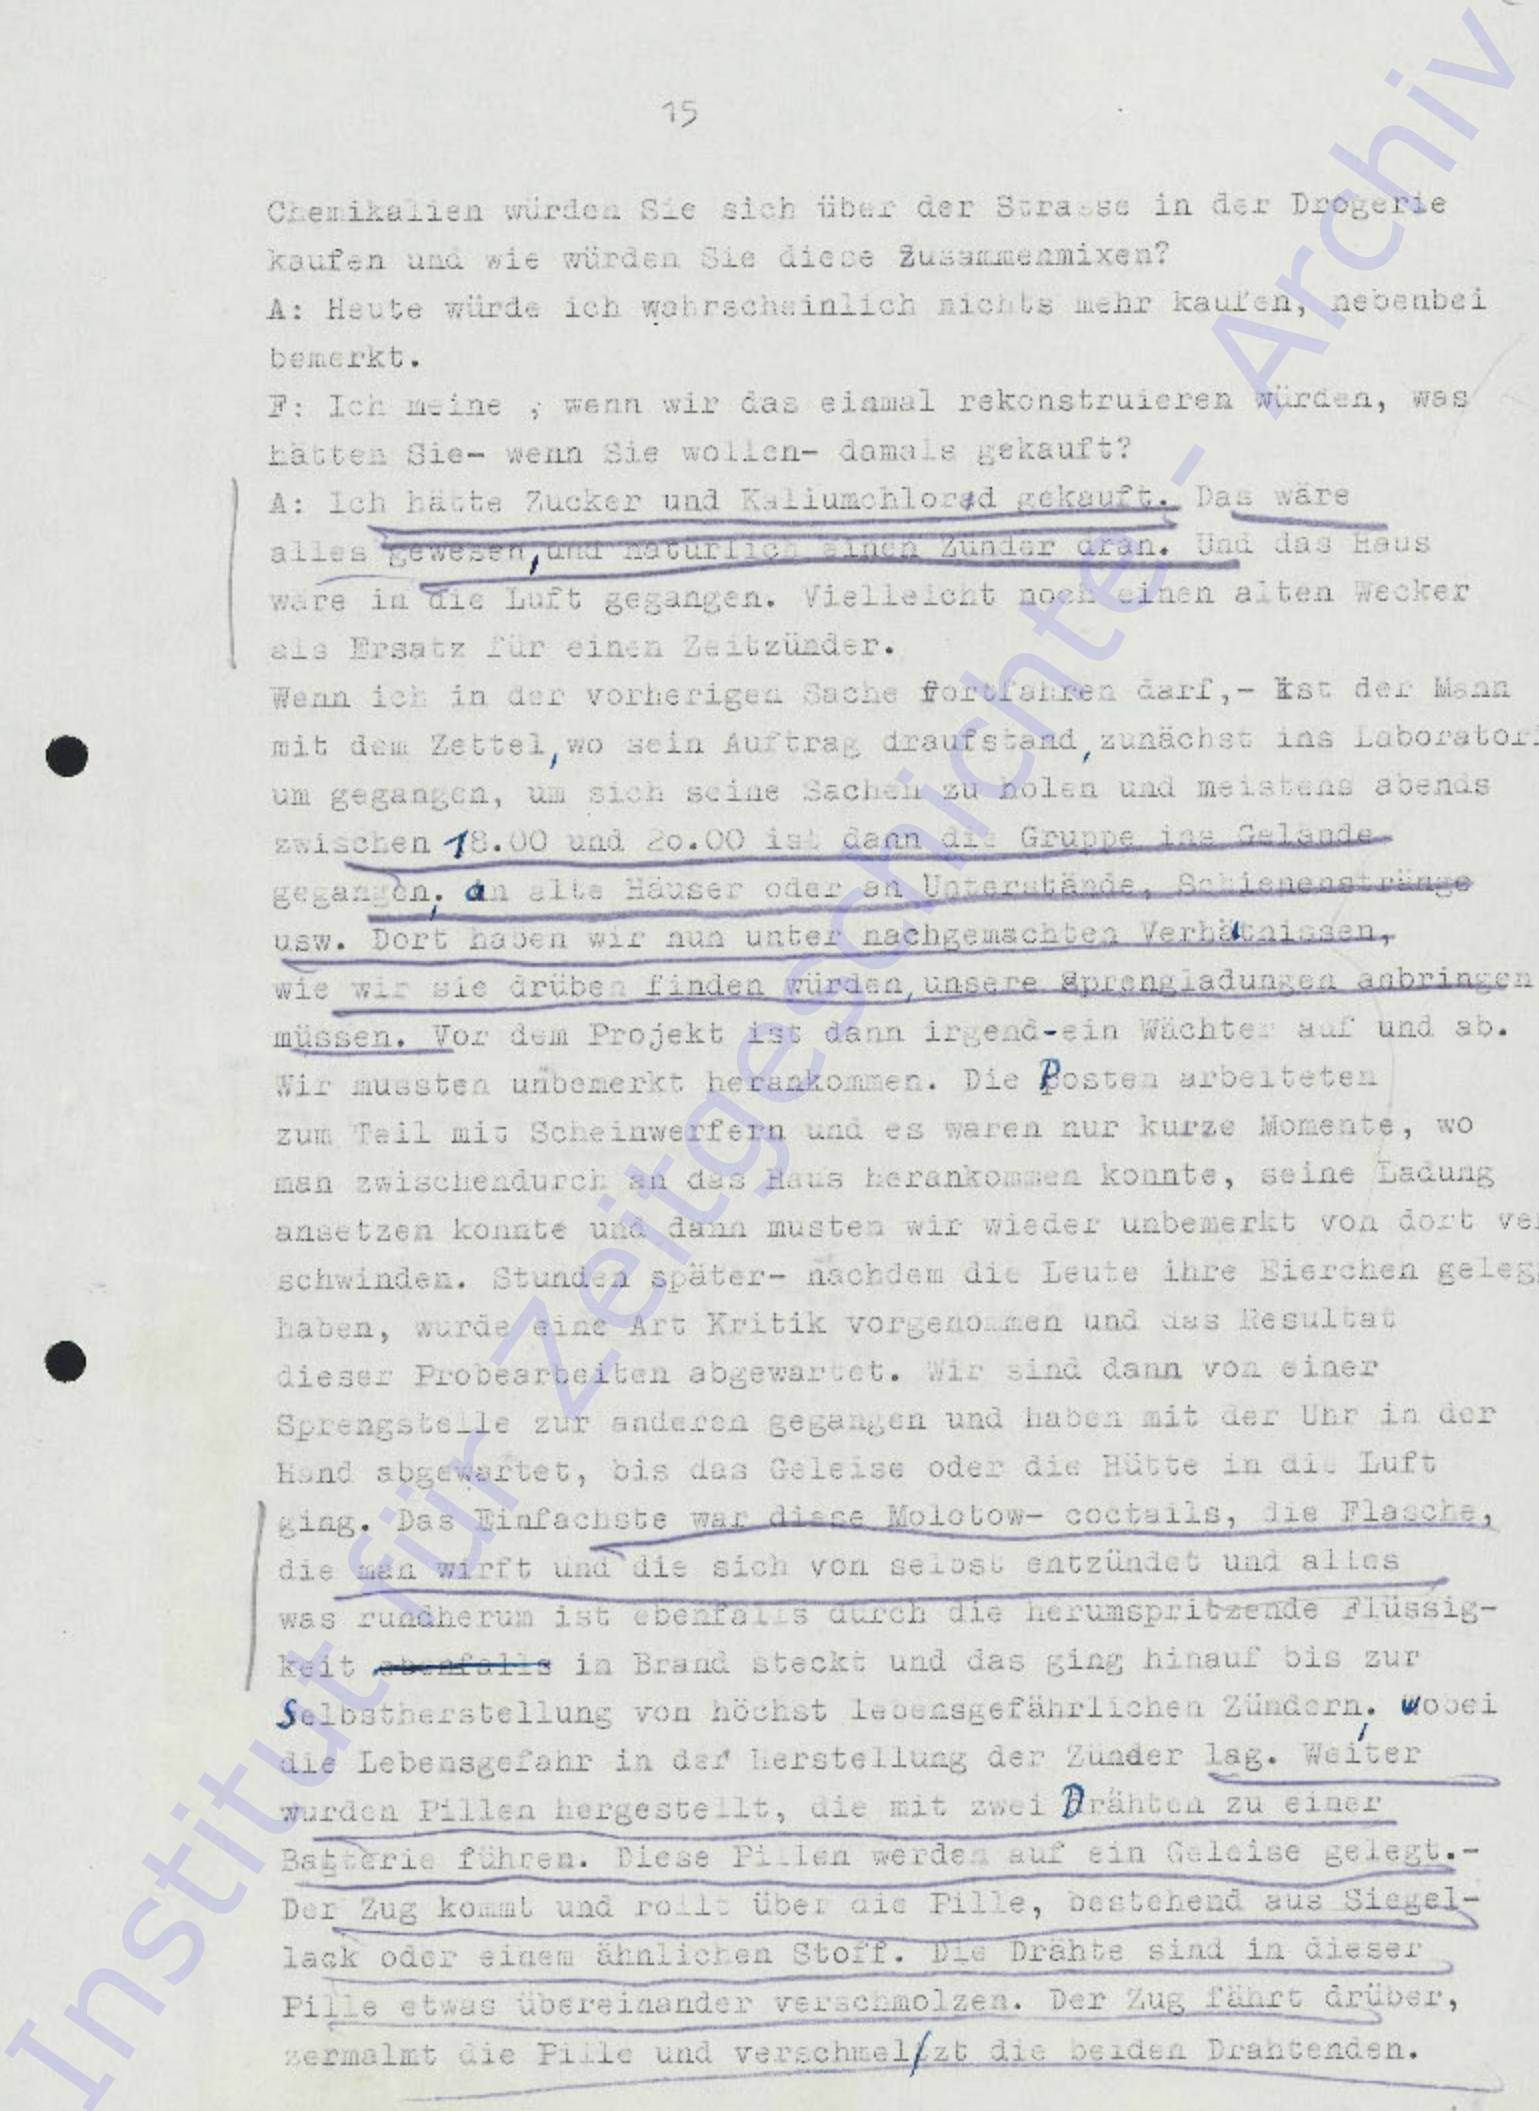 15
Chemikalien würden Sie sich über der Strasse in der Drogerie
kaufen und wie würden Sie diese Zusammenmixen?
A: Heute würde ich wahrscheinlich nichts mehr kaufen, nebenbei
bemerkt.
F: Ich meine , wenn wir das einmal rekonstruieren würden, was
hätten Sie- wenn Sie wollen- damals gekauft?
A: Ich hätte Zucker und Kaliumchlorad gekauft. Das wäre
alles gewesen, und natürlich einen Zünder dran. Und das Haus
wäre in die Luft gegangen. Vielleicht noch einen alten Wecker
als Ersatz für einen Zeitzünder.
Wenn ich in der vorherigen Sache fortfahren darf,- ist der Mann
mit dem Zettel, wo sein Auftrag draufstand, zunächst ins Laboratori
um gegangen, um sich seine Sachen zu holen und meistens abends
zwischen 18.00 und 20.00 ist dann die Gruppe ins Gelände
gegangen, an alte Häuser oder an Unterstände, Schienenstränge
usw. Dort haben wir nun unter nachgemachten Verhältnissen,
wie wir sie drüben finden würden, unsere Sprengladungen anbringen
müssen. Vor dem Projekt ist dann irgend-ein Wächter auf und ab.
Wir mussten unbemerkt herankommen. Die Posten arbeiteten
zum Teil mit Scheinwerfern und es waren nur kurze Momente, wo
man zwischendurch an das Haus herankommen konnte, seine Ladung
ansetzen konnte und dann musten wir wieder unbemerkt von dort ver
schwinden. Stunden später- nachdem die Leute ihre Eierchen geleg
haben, wurde eine Art Kritik vorgenommen und das Resultat
dieser Probearbeiten abgewartet. Wir sind dann von einer
Sprengstelle zur anderen gegangen und haben mit der Uhr in der
Hand abgewartet, bis das Geleise oder die Hütte in die Luft
ging. Das Einfachste war diese Molotow- coctails, die Flasche,
die man wirft und die sich von selbst entzündet und alles
was rundherum ist ebenfalls durch die herumspritzende Flüssig-
keit ebenfalls in Brand steckt und das ging hinauf bis zur
Selbstherstellung von höchst lebensgefährlichen Zündern, wobei
die Lebensgefahr in der Herstellung der Zünder lag. Weiter
wurden Pillen hergestellt, die mit zwei Drähten zu einer
Batterie führen. Diese Pillen werden auf ein Geleise gelegt.-
Der Zug kommt und rollt über die Pille, bestehend aus Siegel-
lack oder einem ähnlichen Stoff. Die Drähte sind in dieser
Pille etwas übereinander verschmolzen. Der Zug fährt drüber,
zermalmt die Pille und verschmelzt die beiden Drahtenden.
Institut für Zeitgeschichte - Archiv